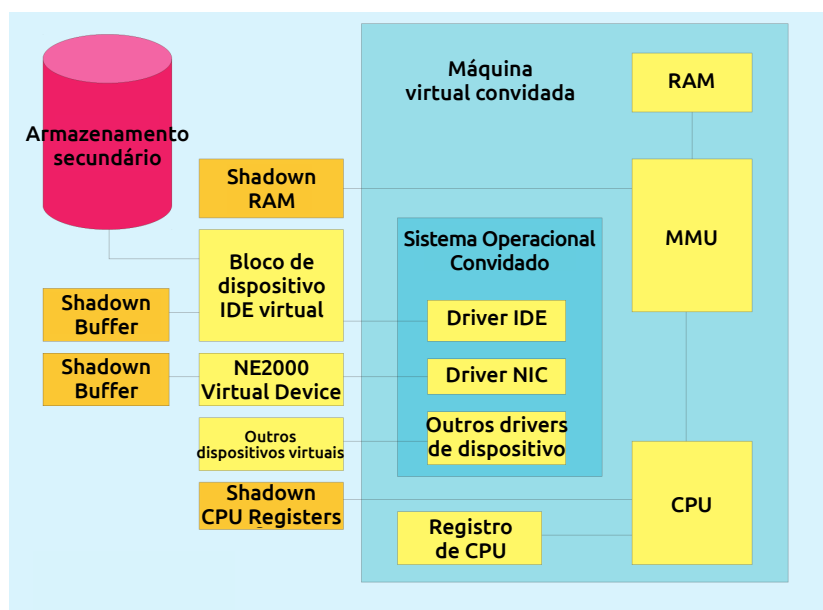 Armazenamento
secundário
Máquina
virtual convidada
RAM
Shadown
RAM
MMU
Sistema Operacional
Convidado
Bloco de
dispositivo
IDE virtual
Shadown
Buffer
Driver IDE
Shadown
Buffer
NE2000
Virtual Device
Driver NIC
Outros
dispositivos virtuais
Outros drivers
de dispositivo
Shadown
CPU Registers
CPU
Registro
de CPU